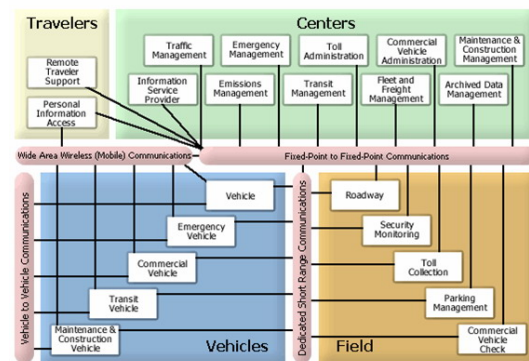 Travelers
Centers
Traffic
Management
Emergency
Management
Toll
Administration
Commercial
Vehicle
Administration
Maintenance &
Construction
Management
Remote
Traveler
Support
Information
Service
Provider
Emissions
Management
Transit
Management
Fleet and
Freight
Management
Archived Data
Management
Personal
Information
Access
Wide Area Wireless (Mobile) Communications
Fixed-Point to Fixed-Point Communications
Vehicle to Vehicle Communications
Dedicated Short Range Communications
Vehicle
Roadway
Emergency
Vehicle
Security
Monitoring
Commercial
Vehicle
Toll
Collection
Transit
Vehicle
Parking
Management
Maintenance &
Construction
Vehicle
Commercial
Vehicle
Check
Vehicles
Field